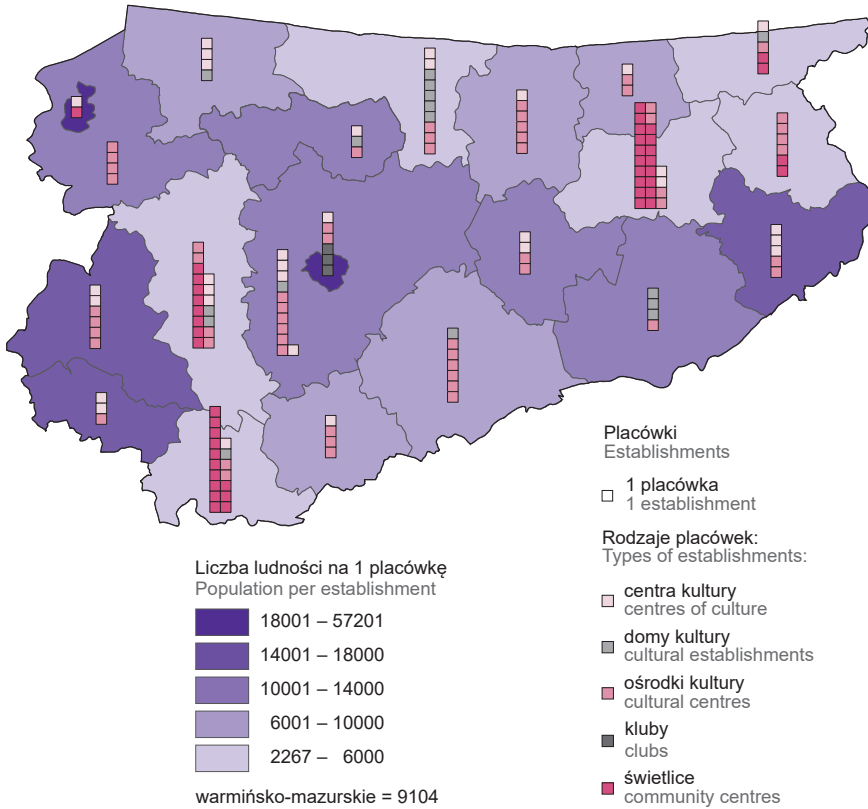 Placówki
Establishments
1 placówka
1 establishment
Rodzaje placówek:
Types of establishments:
centra kultury
centres of culture
domy kultury
cultural establishments
ośrodki kultury
cultural centres
kluby
clubs
świetlice
community centres
Liczba ludności na 1 placówkę
Population per establishment
18001 – 57201
14001 – 18000
10001 – 14000
6001 – 10000
2267 – 6000
warmińsko-mazurskie = 9104